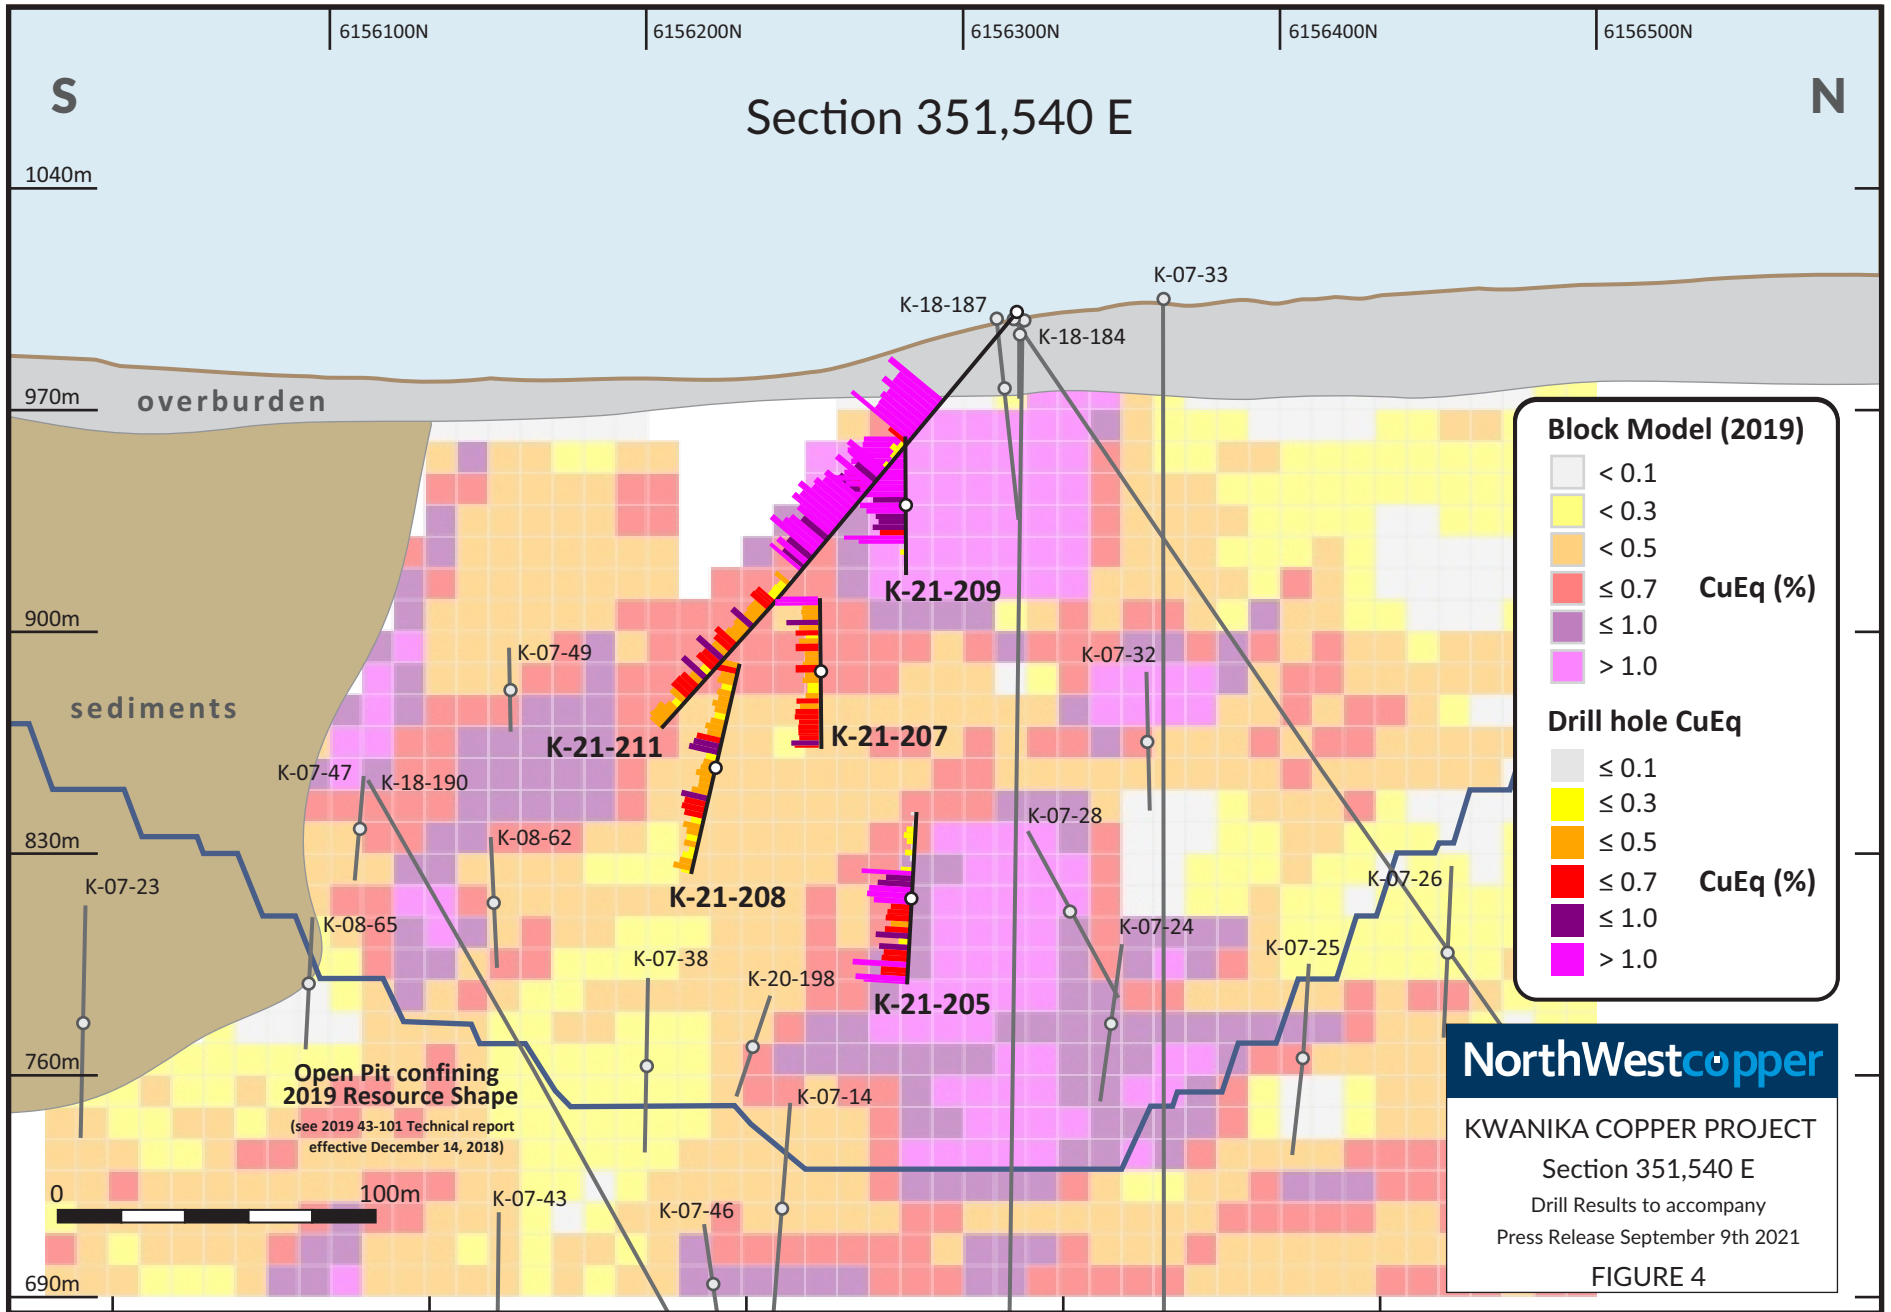 6156100N
6156200N
6156300N
6156400N
6156500N
S
N
Section 351,540 E
1040m
K-07-33
K-18-187
K-18-184
970m
overburden
Block Model (2019)
< 0.1
< 0.3
< 0.5
≤ 0.7
CuEq (%)
≤ 1.0
> 1.0
K-21-209
900m
K-07-49
K-07-32
sediments
Drill hole CuEq
≤ 0.1
≤ 0.3
≤ 0.5
≤ 0.7
CuEq (%)
≤ 1.0
> 1.0
K-21-211
K-21-207
K-07-47
K-18-190
K-07-28
K-08-62
830m
K-07-23
K-21-208
K-07-26
K-08-65
K-07-24
K-07-25
K-07-38
K-20-198
K-21-205
760m
Open Pit confining
2019 Resource Shape
(see 2019 43-101 Technical report
effective December 14, 2018)
K-07-14
0
100m
K-07-43
K-07-46
690m
NorthWestcopper
KWANIKA COPPER PROJECT
Section 351,540 E
Drill Results to accompany
Press Release September 9th 2021
FIGURE 4